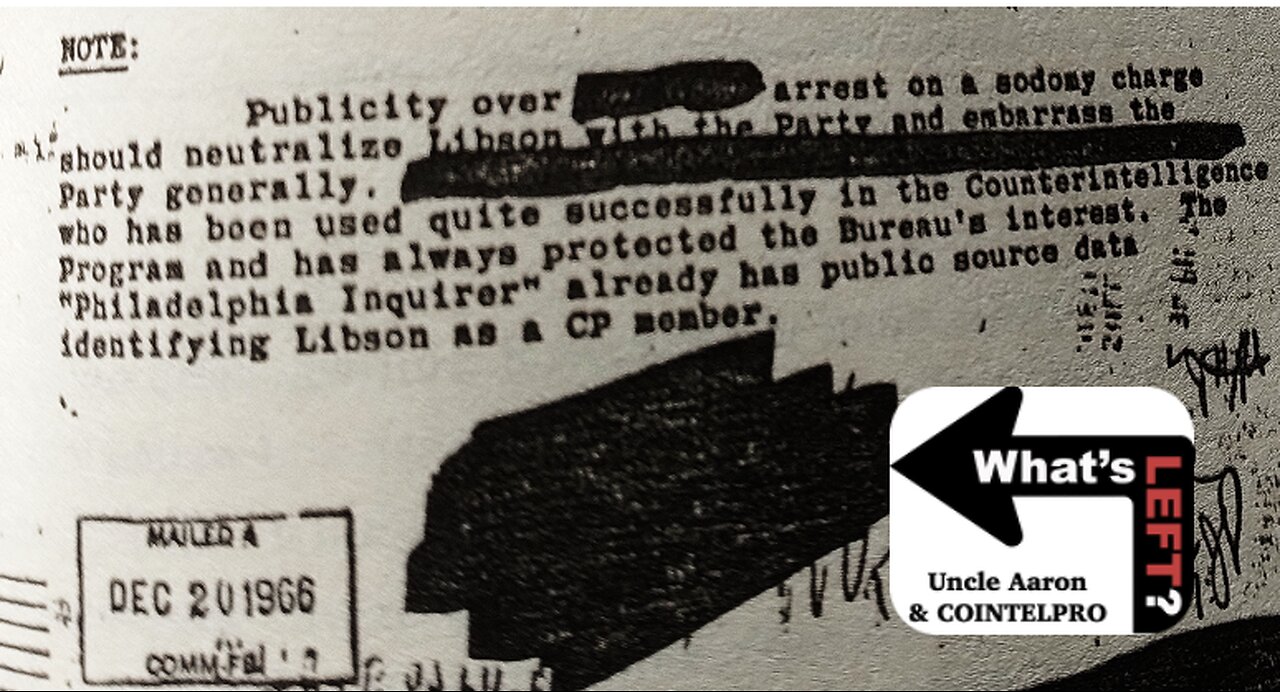 NOTE:
Publicity over arrest on a sodomy charge
should neutralize Libson with the Party and embarrass the
Party generally.
who has been used quite successfully in the Counterintelligence
Program and has always protected the Bureau's interest. The
"Philadelphia Inquirer" already has public source data
identifying Libson as a CP member.
MAILED
DEC 20 1966
COMM
What's
LEFT?
Uncle Aaron
& COINTELPRO